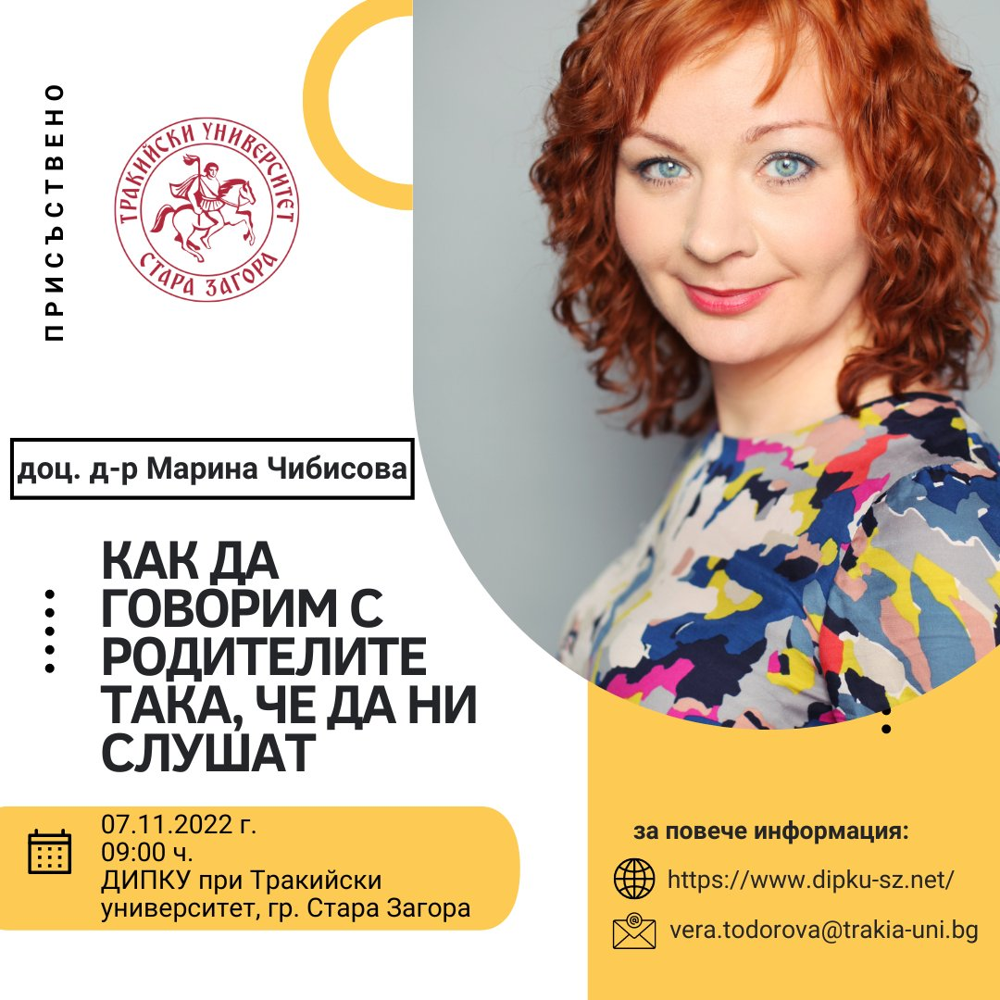 ПРИСЪСТВЕНО
ТРАКИЙСКИ УНИВЕРСИТЕТ
СТАРА ЗАГОРА
доц. д-р Марина Чибисова
КАК ДА
ГОВОРИМ С
РОДИТЕЛИТЕ
ТАКА, ЧЕ ДА НИ
СЛУШАТ
07.11.2022 г.
09:00 ч.
ДИПКУ при Тракийски
университет, гр. Стара Загора
за повече информация:
https://www.dipku-sz.net/
vera.todorova@trakia-uni.bg